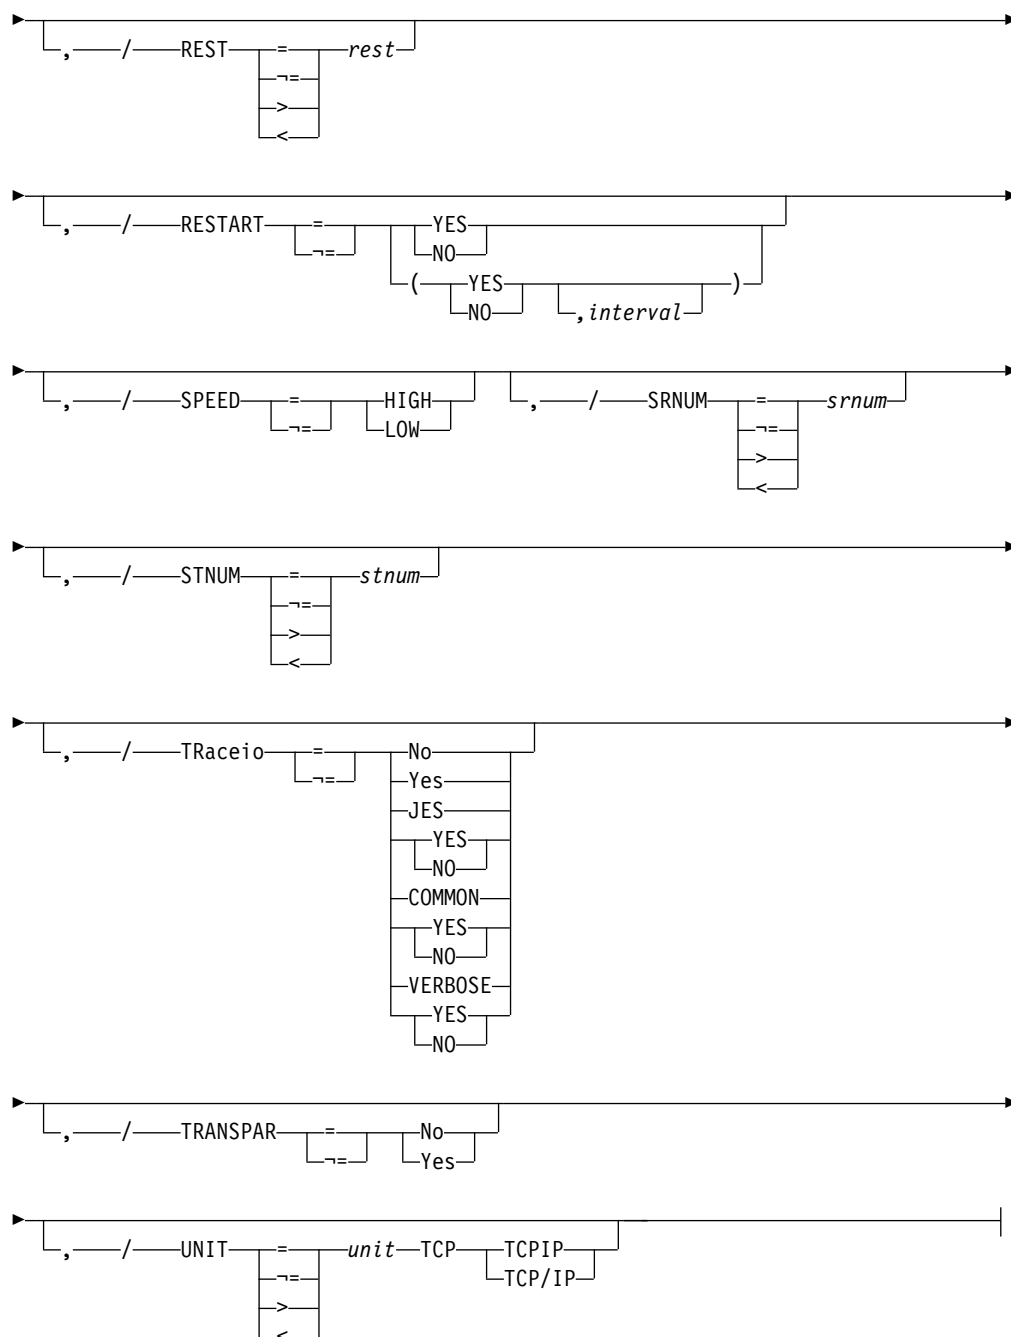 , / REST = rest
¬=
>
<
, / RESTART = YES
¬= NO
( YES )
NO ,interval
, / SPEED = HIGH , / SRNUM = srnum
¬= LOW ¬=
>
<
, / STNUM = stnum
¬=
>
<
, / TRaceio = No
¬= Yes
JES
YES
NO
COMMON
YES
NO
VERBOSE
YES
NO
, / TRANSPAR = No
¬= Yes
, / UNIT = unit TCP TCPIP
¬= TCP/IP
>
<